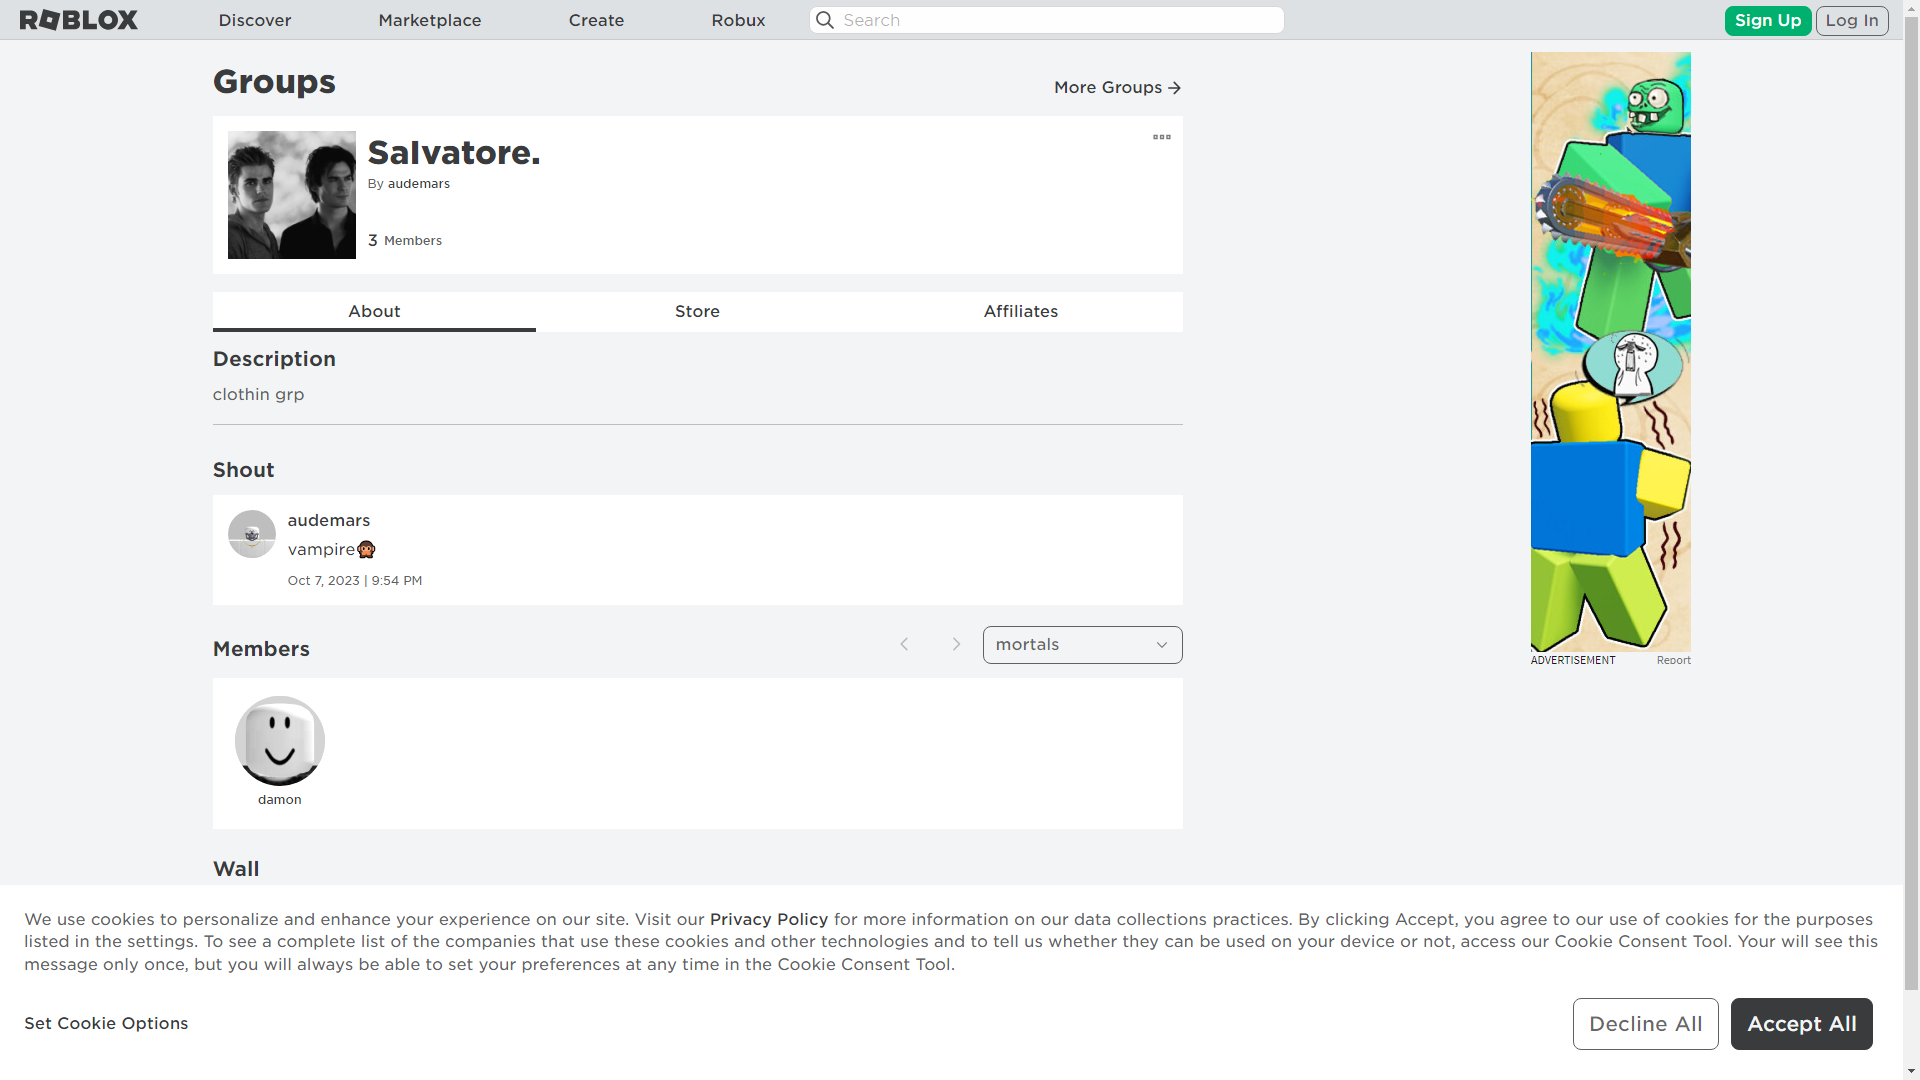 ROBLOX
Discover
Marketplace
Create
Robux
Search
Sign Up
Log In
Groups
More Groups
Salvatore.
By audemars
3 Members
About
Store
Affiliates
Description
clothin grp
Shout
audemars
vampire🙊
Oct 7, 2023 | 9:54 PM
Members
mortals
damon
Wall
ADVERTISEMENT
Report
We use cookies to personalize and enhance your experience on our site. Visit our Privacy Policy for more information on our data collections practices. By clicking Accept, you agree to our use of cookies for the purposes
listed in the settings. To see a complete list of the companies that use these cookies and other technologies and to tell us whether they can be used on your device or not, access our Cookie Consent Tool. Your will see this
message only once, but you will always be able to set your preferences at any time in the Cookie Consent Tool.
Set Cookie Options
Decline All
Accept All